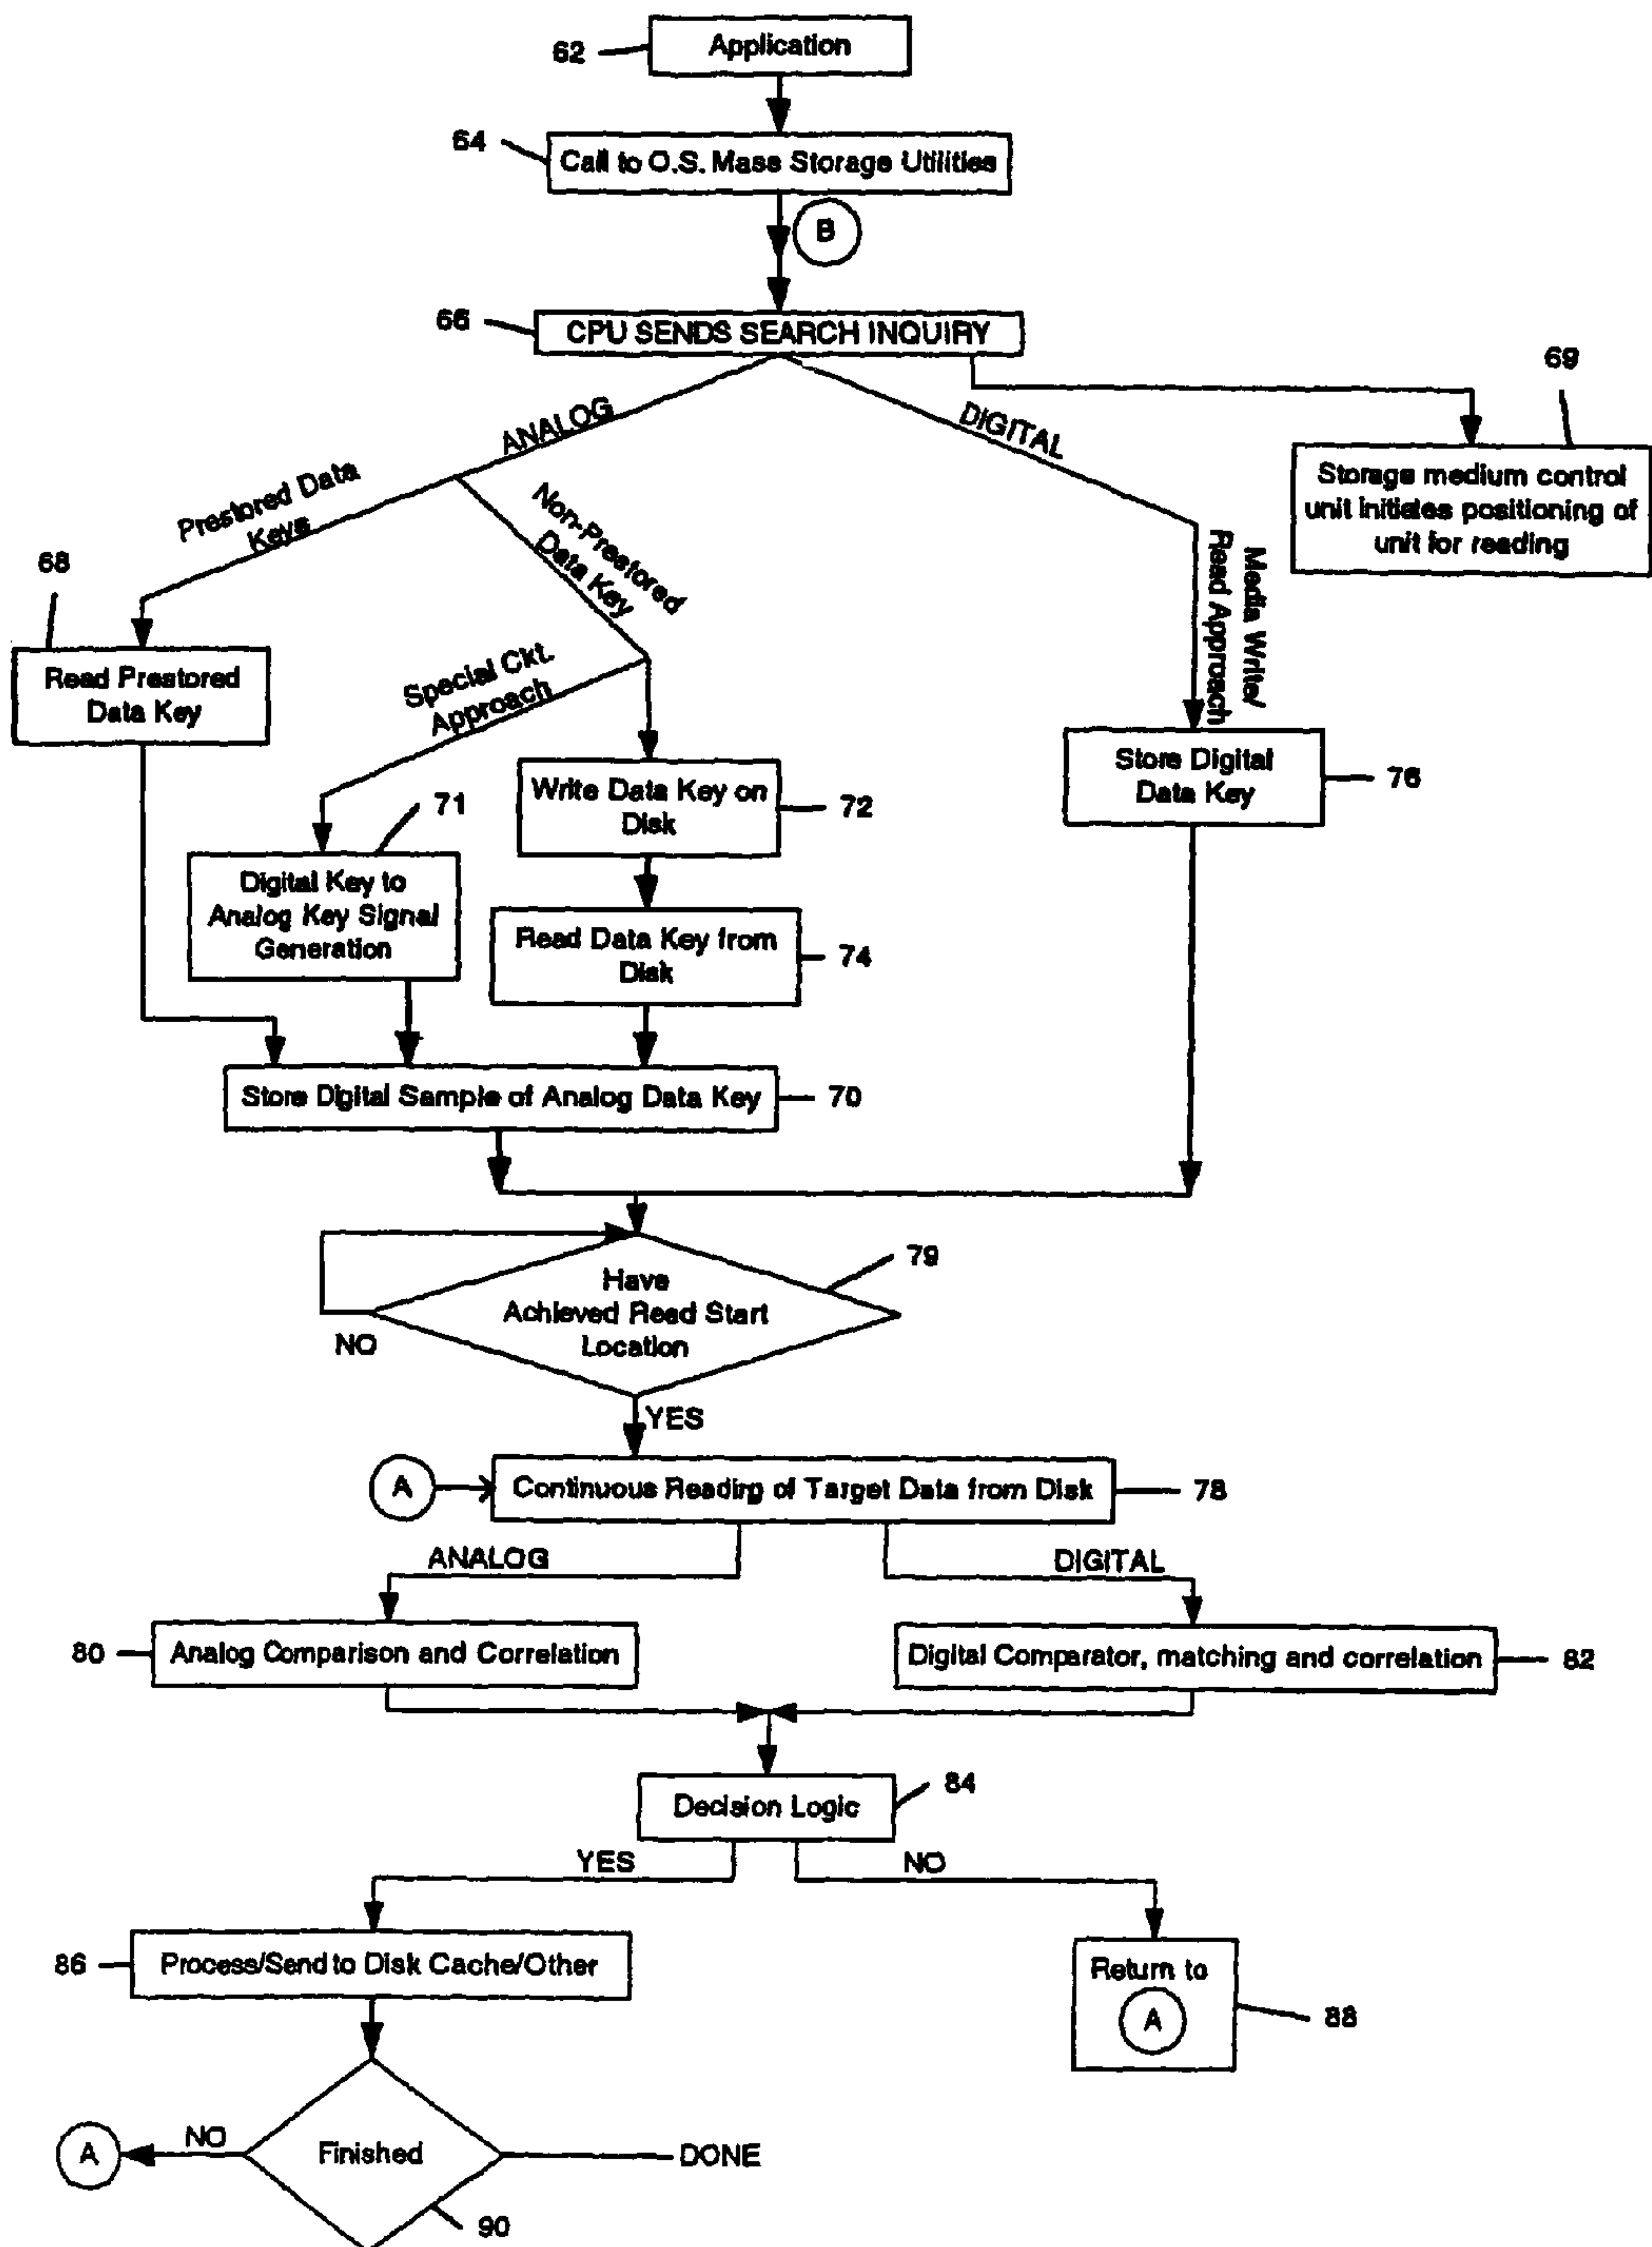 62
Application
64
Call to O.S. Mass Storage Utilities
B
66
CPU SENDS SEARCH INQUIRY
69
ANALOG
DIGITAL
Storage medium control
unit initiates positioning of
unit for reading
Prestored Data
Keys
Non-Prestored
Data Key
Media Write/
Read Approach
68
Read Prestored
Data Key
Special Ckt.
Approach
Write Data Key on
Disk
72
Store Digital
Data Key
76
71
Digital Key to
Analog Key Signal
Generation
Read Data Key from
Disk
74
Store Digital Sample of Analog Data Key
70
79
Have
Achieved Read Start
Location
NO
YES
A
Continuous Reading of Target Data from Disk
78
ANALOG
DIGITAL
80
Analog Comparison and Correlation
Digital Comparator, matching and correlation
82
Decision Logic
84
YES
NO
86
Process/Send to Disk Cache/Other
Return to
A
88
A
NO
Finished
DONE
90